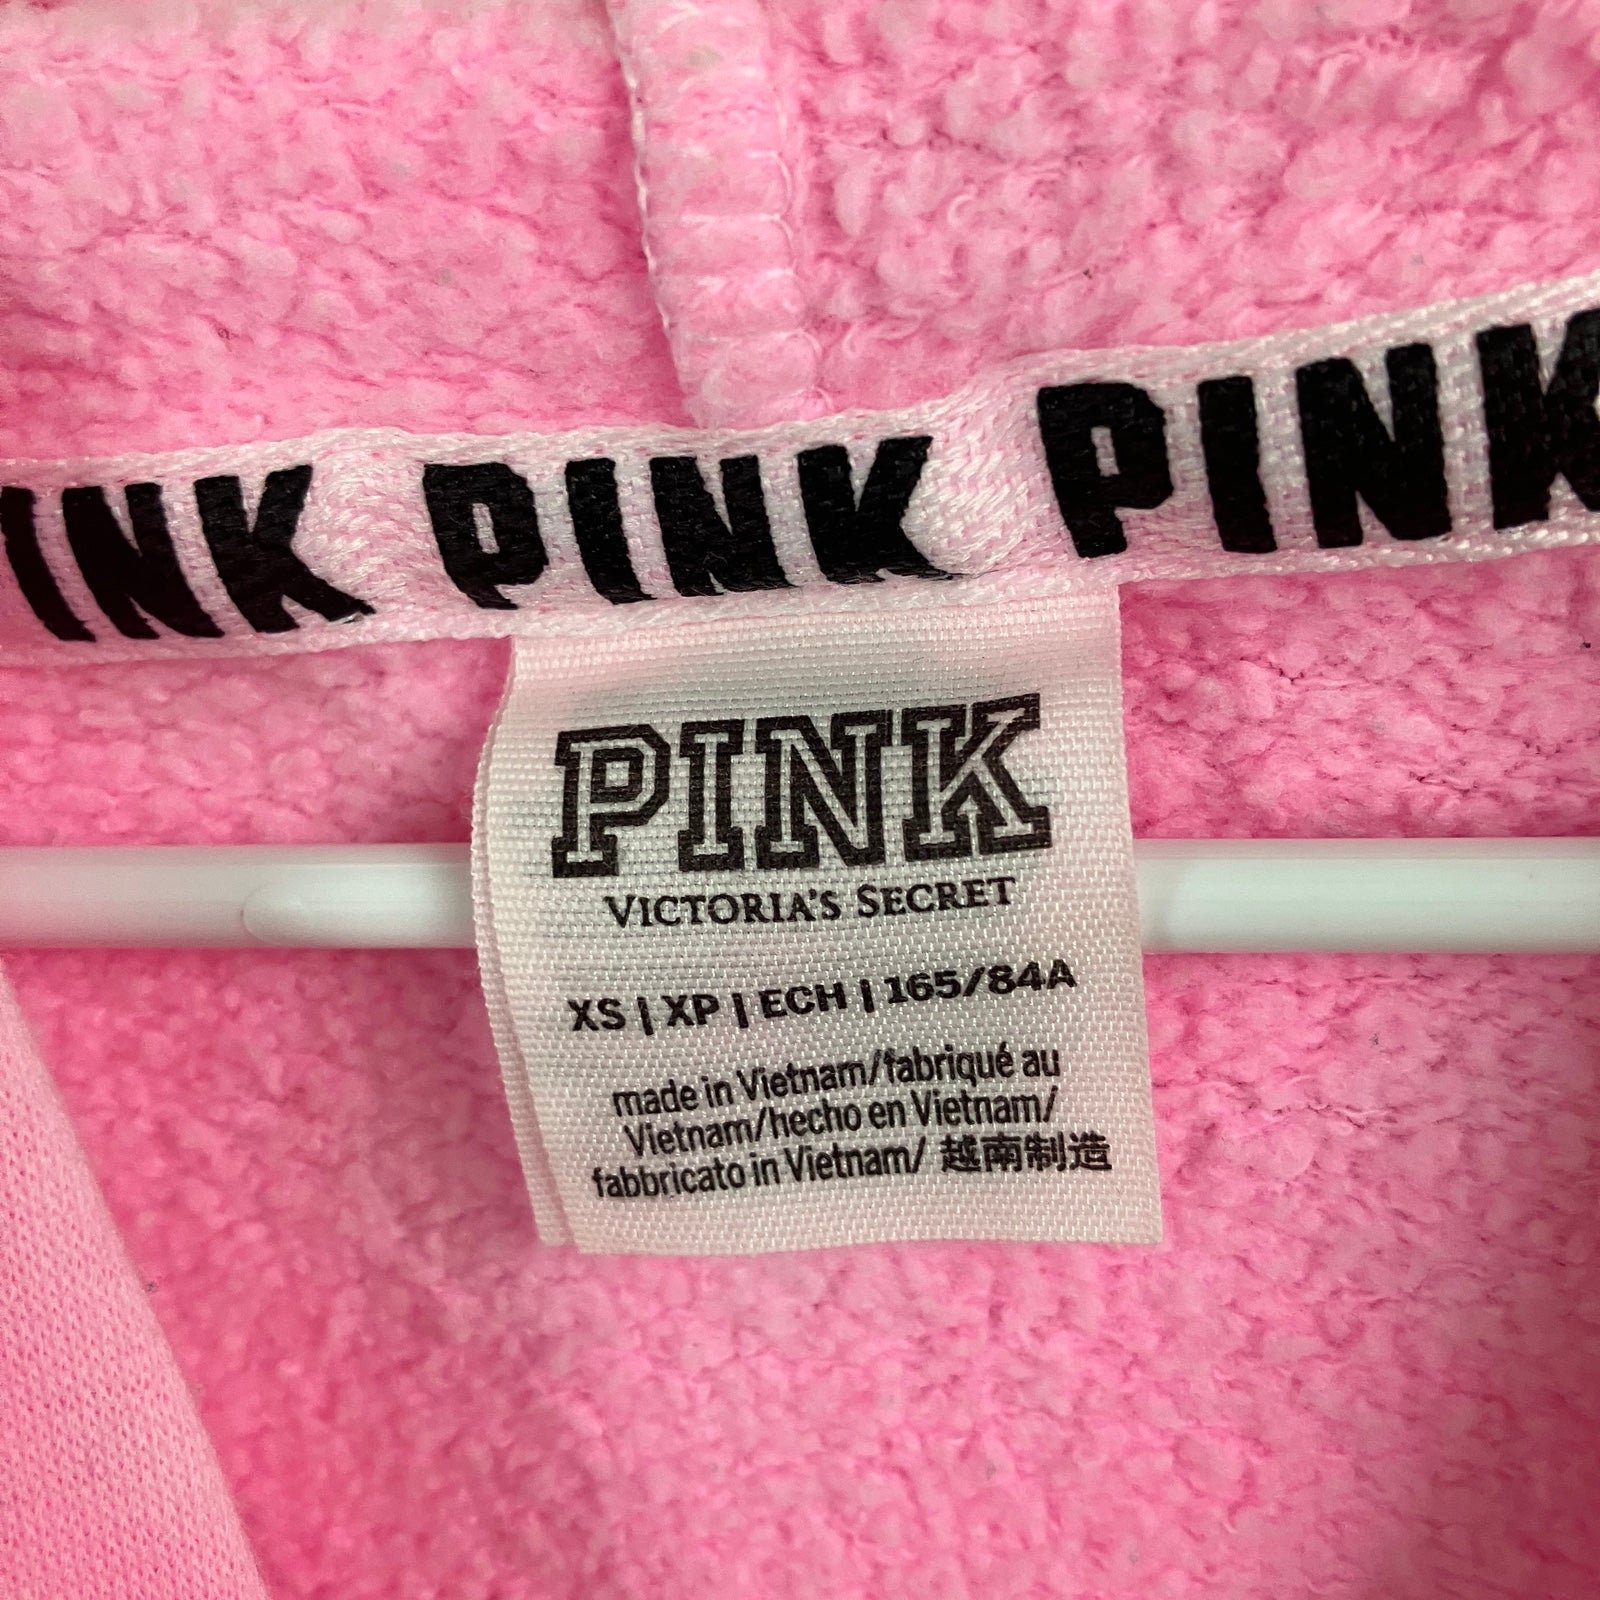 INK PINK PINK
PINK
VICTORIA'S SECRET
XS | XP | ECH | 165/84A
made in Vietnam/fabriqué au
Vietnam/hecho en Vietnam/
fabbricato in Vietnam/ 越南制造